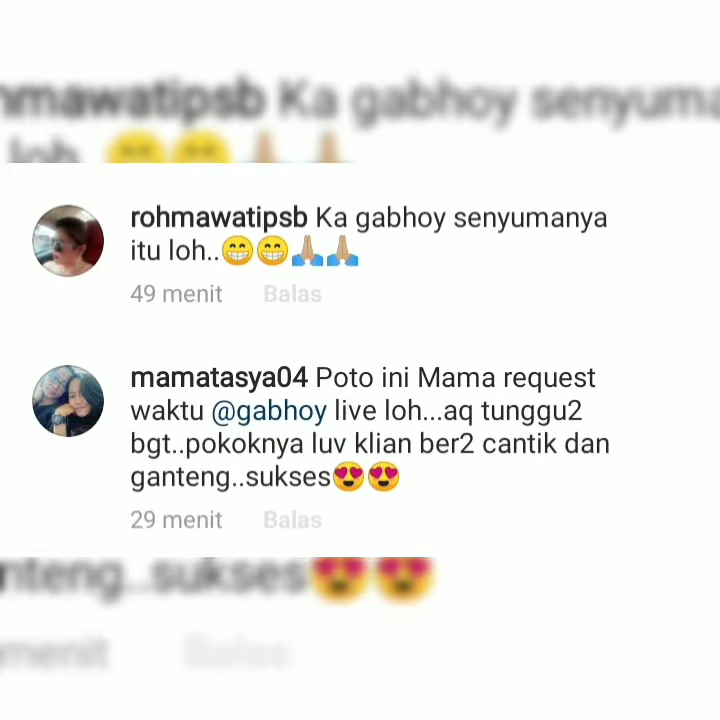 hmawatipsb Ka gabhoy senyuma
loh..😁😁🙏🏼🙏🏼
rohmawatipsb Ka gabhoy senyumanya
itu loh..😁😁🙏🏼🙏🏼
49 menit Balas
mamatasya04 Poto ini Mama request
waktu @gabhoy live loh...aq tunggu2
bgt..pokoknya luv klian ber2 cantik dan
ganteng..sukses😍😍
29 menit Balas
nteng..sukses😍😍
menit Balas